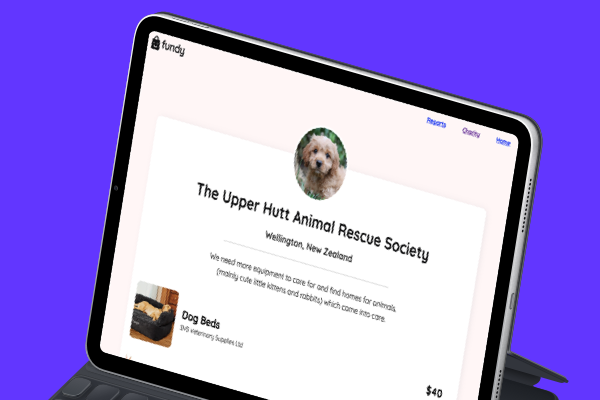 fundy
Reports Charity Home
The Upper Hutt Animal Rescue Society
Wellington, New Zealand
We need more equipment to care for and find homes for animals.
(mainly cute little kittens and rabbits) which come into care.
Dog Beds
SVS Veterinary Supplies Ltd
$40